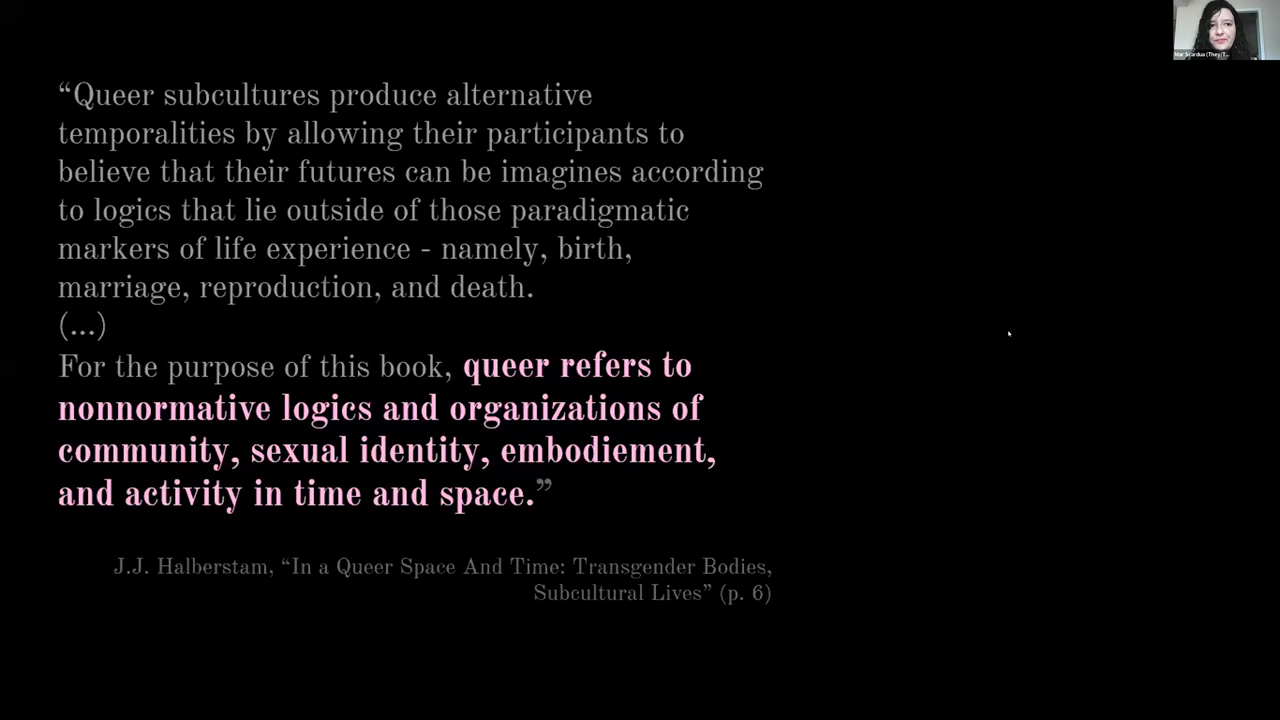 Mar Scardua (They/T...
“Queer subcultures produce alternative
temporalities by allowing their participants to
believe that their futures can be imagines according
to logics that lie outside of those paradigmatic
markers of life experience - namely, birth,
marriage, reproduction, and death.
(...)
For the purpose of this book, queer refers to
nonnormative logics and organizations of
community, sexual identity, embodiement,
and activity in time and space.”
J.J. Halberstam, “In a Queer Space And Time: Transgender Bodies,
Subcultural Lives” (p. 6)